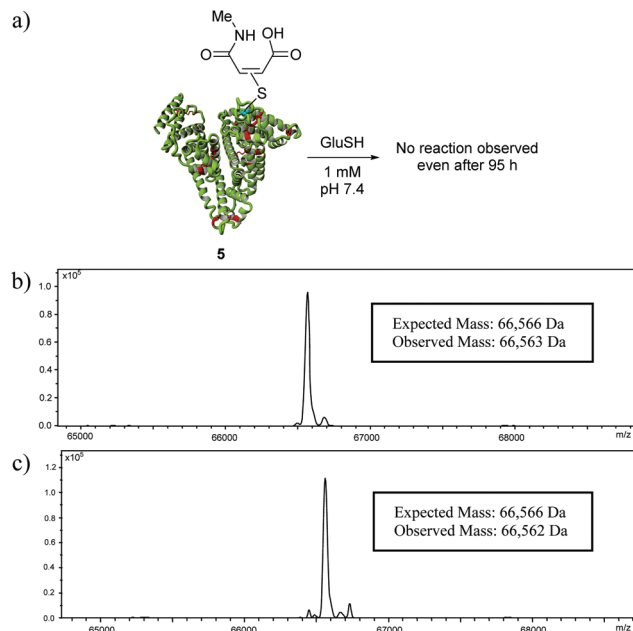 a)
Me
NH
OH
O
O
S
GluSH
1 mM
pH 7.4
No reaction observed
even after 95 h
5
b)
x10⁵
1.0
0.8
0.6
0.4
0.2
0.0
Expected Mass: 66,566 Da
Observed Mass: 66,563 Da
65000 66000 67000 68000 m/z
c)
x10⁵
1.2
1.0
0.8
0.6
0.4
0.2
0.0
Expected Mass: 66,566 Da
Observed Mass: 66,562 Da
65000 66000 67000 68000 m/z